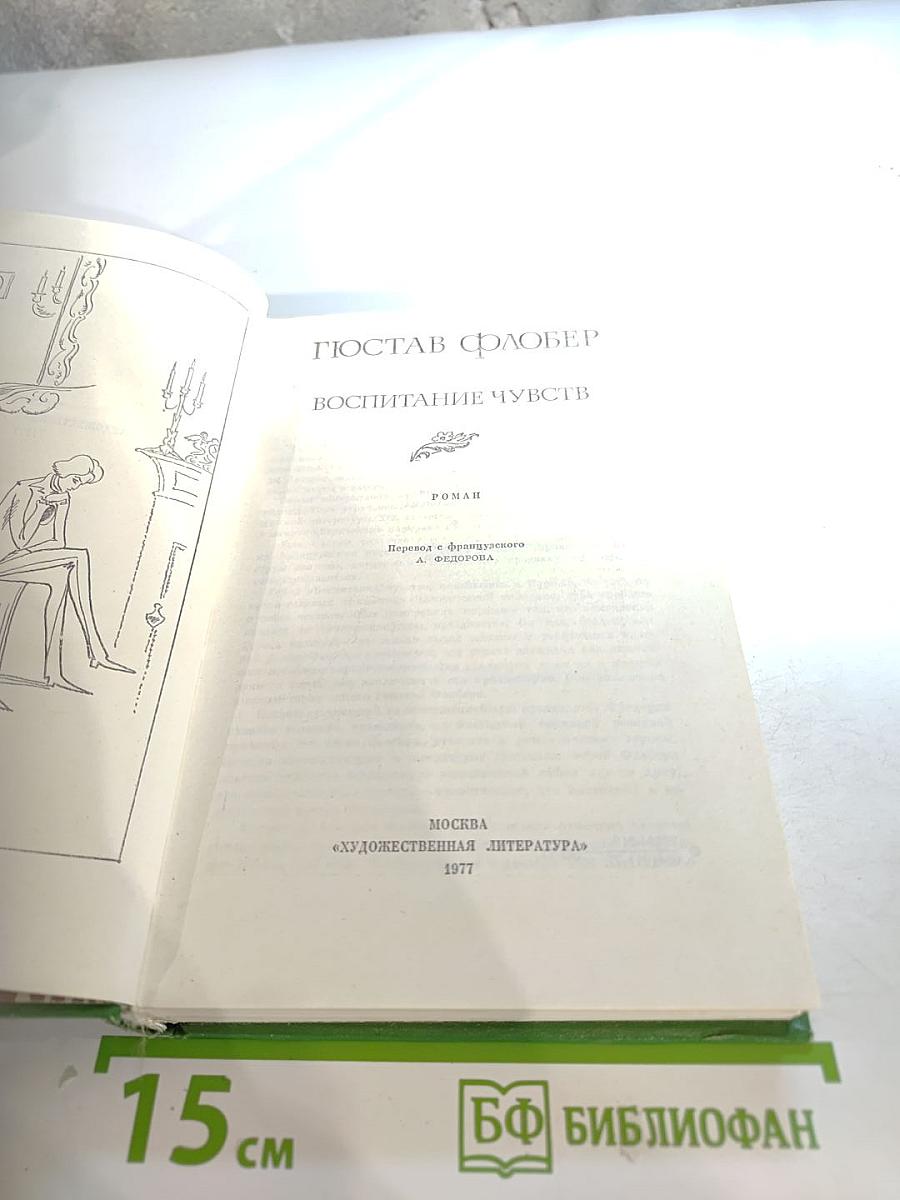 ГЮСТАВ ФЛОБЕР
ВОСПИТАНИЕ ЧУВСТВ
РОМАН
Перевод с французского
А. ФЕДОРОВА
МОСКВА
«ХУДОЖЕСТВЕННАЯ ЛИТЕРАТУРА»
1977
15 см
БФ БИБЛИОФАН